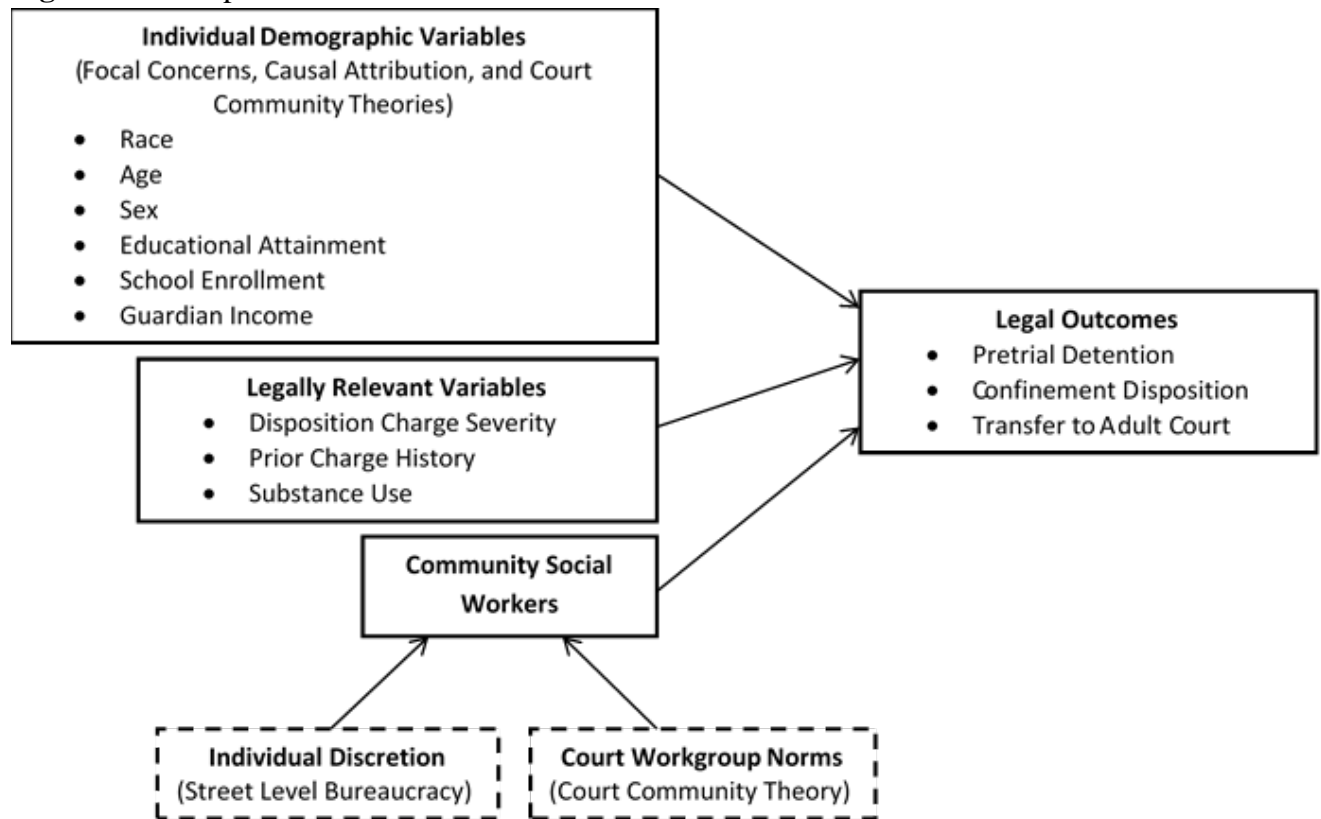 Individual Demographic Variables
(Focal Concerns, Causal Attribution, and Court
Community Theories)
• Race
• Age
• Sex
• Educational Attainment
• School Enrollment
• Guardian Income
Legally Relevant Variables
• Disposition Charge Severity
• Prior Charge History
• Substance Use
Community Social
Workers
Individual Discretion
(Street Level Bureaucracy)
Court Workgroup Norms
(Court Community Theory)
Legal Outcomes
• Pretrial Detention
• Confinement Disposition
• Transfer to Adult Court